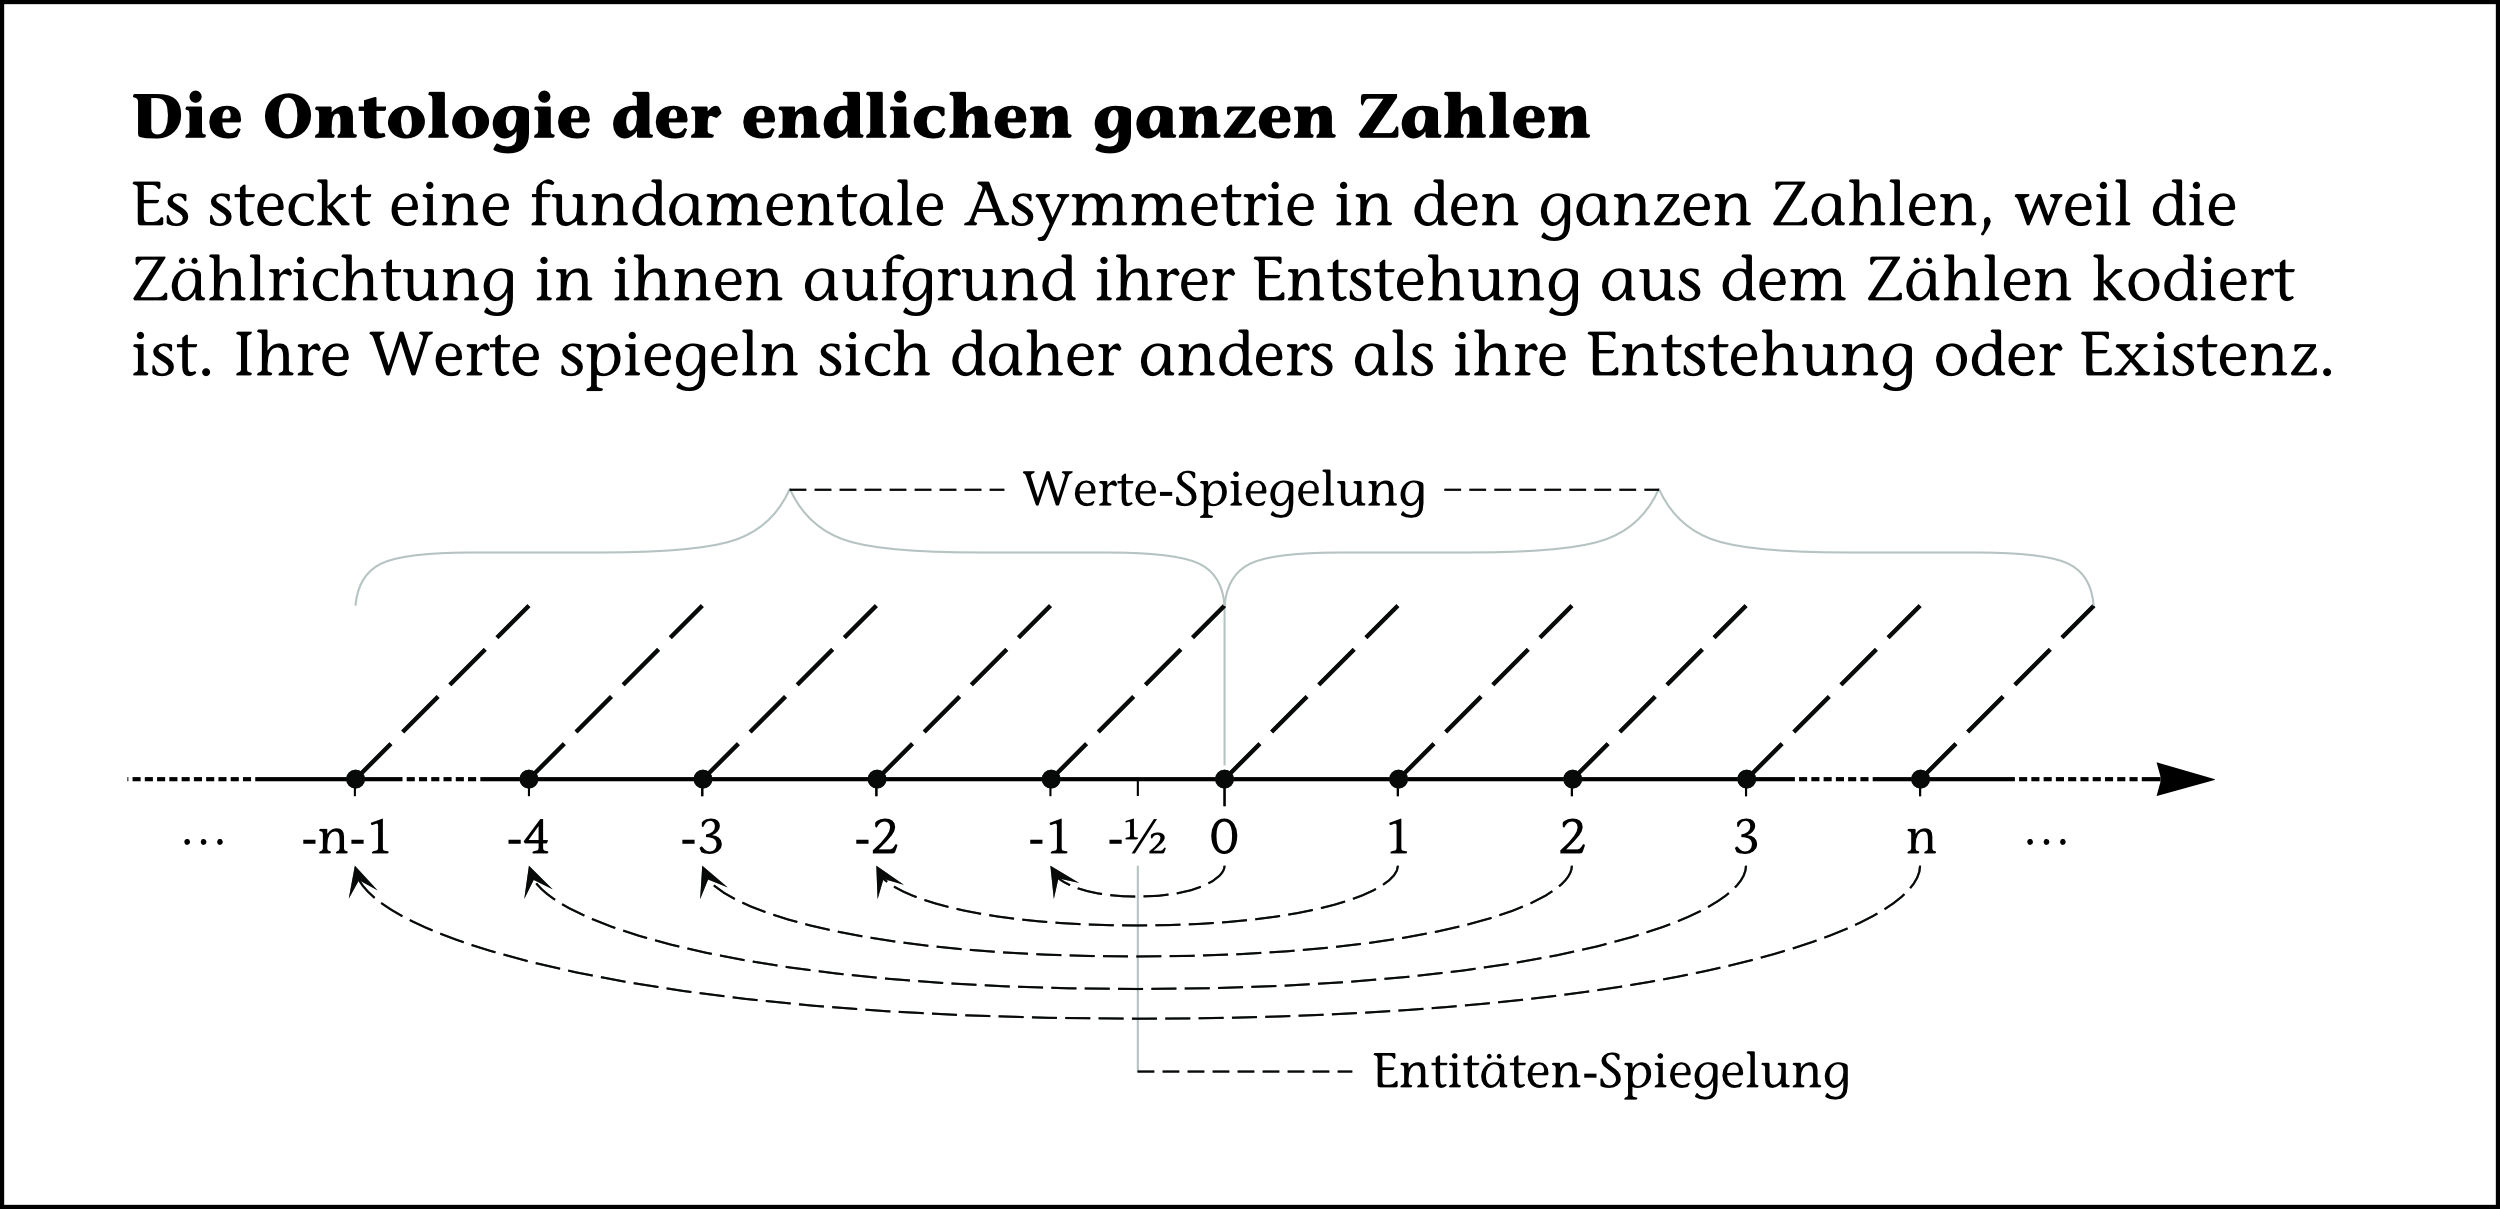 Die Ontologie der endlichen ganzen Zahlen
Es steckt eine fundamentale Asymmetrie in den ganzen Zahlen, weil die
Zählrichtung in ihnen aufgrund ihrer Entstehung aus dem Zählen kodiert
ist. Ihre Werte spiegeln sich daher anders als ihre Entstehung oder Existenz.
Werte-Spiegelung
... -n-1 -4 -3 -2 -1 -½ 0 1 2 3 n ...
Entitäten-Spiegelung